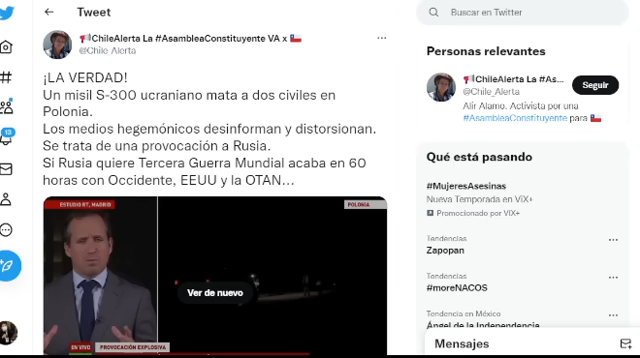 Tweet
ChileAlerta La #AsambleaConstituyente VA x
@Chile_Alerta
¡LA VERDAD!
Un misil S-300 ucraniano mata a dos civiles en
Polonia.
Los medios hegemónicos desinforman y distorsionan.
Se trata de una provocación a Rusia.
Si Rusia quiere Tercera Guerra Mundial acaba en 60
horas con Occidente, EEUU y la OTAN...
ESTUDIO RT, MADRID
POLONIA
Ver de nuevo
EN VIVO PROVOCACIÓN EXPLOSIVA
Buscar en Twitter
Personas relevantes
ChileAlerta La #As...
@Chile_Alerta
Seguir
Alír Alamo. Activista por una
#AsambleaConstituyente para
Qué está pasando
#MujeresAsesinas
Nueva Temporada en ViX+
Promocionado por ViX+
Tendencias
Zapopan
Tendencias
#moreNACOS
Tendencia en México
Ángel de la Independencia
Mensajes